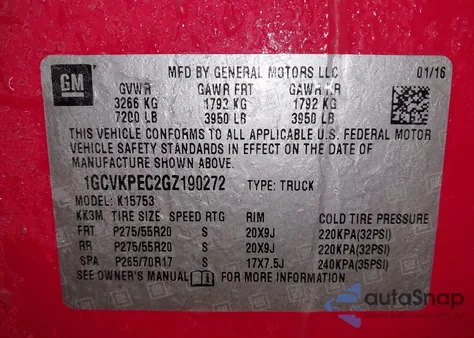 GM
MFD BY GENERAL MOTORS LLC
01/16
GVWR GAWR FRT GAWR RR
3266 KG 1792 KG 1792 KG
7200 LB 3950 LB 3950 LB
THIS VEHICLE CONFORMS TO ALL APPLICABLE U.S. FEDERAL MOTOR
VEHICLE SAFETY STANDARDS IN EFFECT ON THE DATE OF
MANUFACTURE SHOWN ABOVE.
1GCVKPEC2GZ190272 TYPE: TRUCK
MODEL: K15753
KK3M TIRE SIZE SPEED RTG RIM COLD TIRE PRESSURE
FRT P275/55R20 S 20X9J 220KPA(32PSI)
RR P275/55R20 S 20X9J 220KPA(32PSI)
SPA P265/70R17 S 17X7.5J 240KPA(35PSI)
SEE OWNER'S MANUAL FOR MORE INFORMATION.
autaSnap